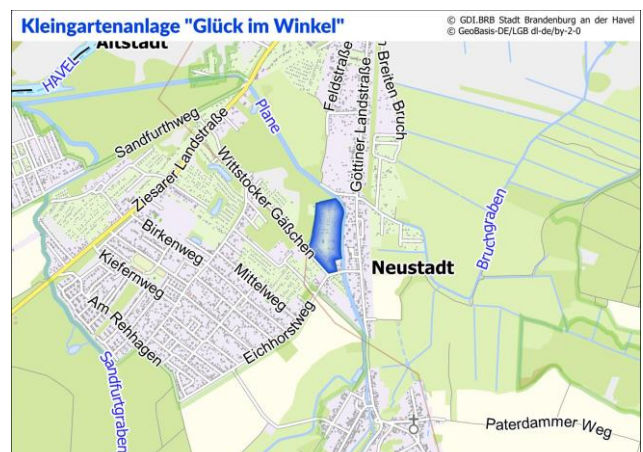 Kleingartenanlage "Glück im Winkel"
© GDI.BRB Stadt Brandenburg an der Havel
© GeoBasis-DE/LGB dl-de/by-2-0
Altstadt
HAVEL
Sandfurthweg
Plane
Feldstraße
Göttiner Landstraße
Breiten Bruch
Ziesarer Landstraße
Wittstocker Gäßchen
Birkenweg
Kiefernweg
Mittelweg
Am Rehhagen
Eichhorstweg
Neustadt
Bruchgraben
Sandfurtgraben
Paterdammer Weg